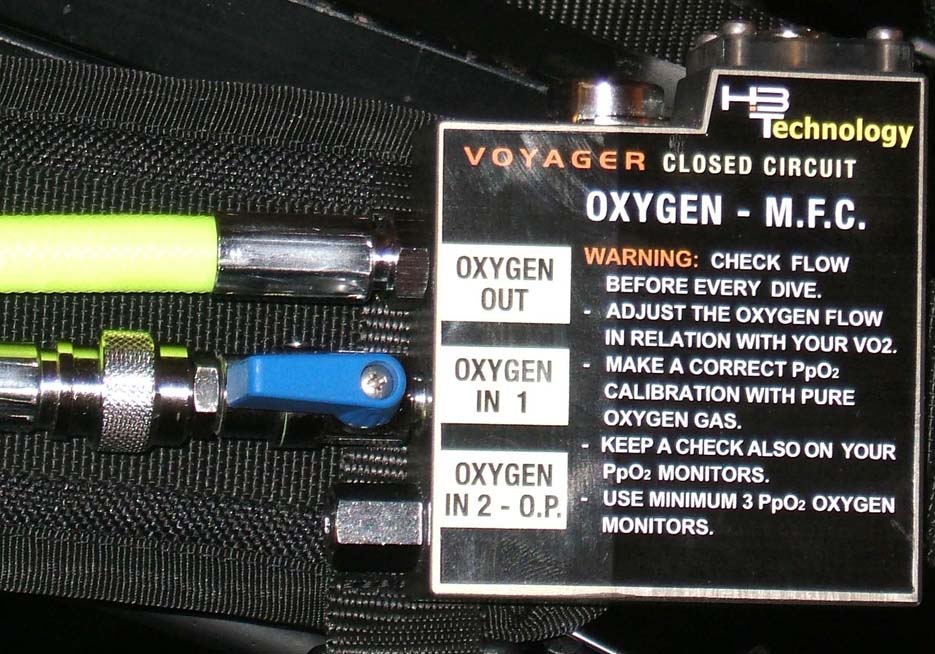 H3
Technology
VOYAGER CLOSED CIRCUIT
OXYGEN - M.F.C.
OXYGEN
OUT
OXYGEN
IN 1
OXYGEN
IN 2 - O.P.
WARNING: CHECK FLOW
BEFORE EVERY DIVE.
- ADJUST THE OXYGEN FLOW
IN RELATION WITH YOUR VO2.
- MAKE A CORRECT PpO2
CALIBRATION WITH PURE
OXYGEN GAS.
- KEEP A CHECK ALSO ON YOUR
PpO2 MONITORS.
- USE MINIMUM 3 PpO2 OXYGEN
MONITORS.